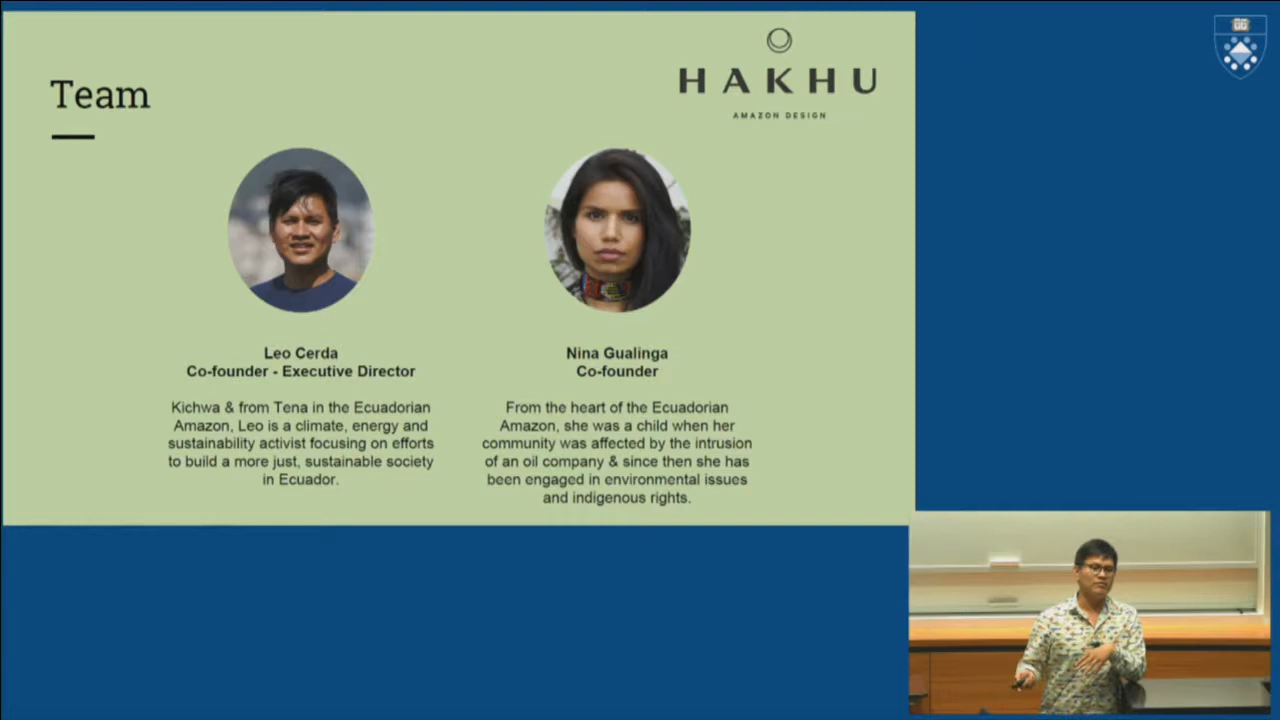 Team
HAKHU
AMAZON DESIGN
Leo Cerda
Co-founder - Executive Director
Kichwa & from Tena in the Ecuadorian
Amazon, Leo is a climate, energy and
sustainability activist focusing on efforts
to build a more just, sustainable society
in Ecuador.
Nina Gualinga
Co-founder
From the heart of the Ecuadorian
Amazon, she was a child when her
community was affected by the intrusion
of an oil company & since then she has
been engaged in environmental issues
and indigenous rights.